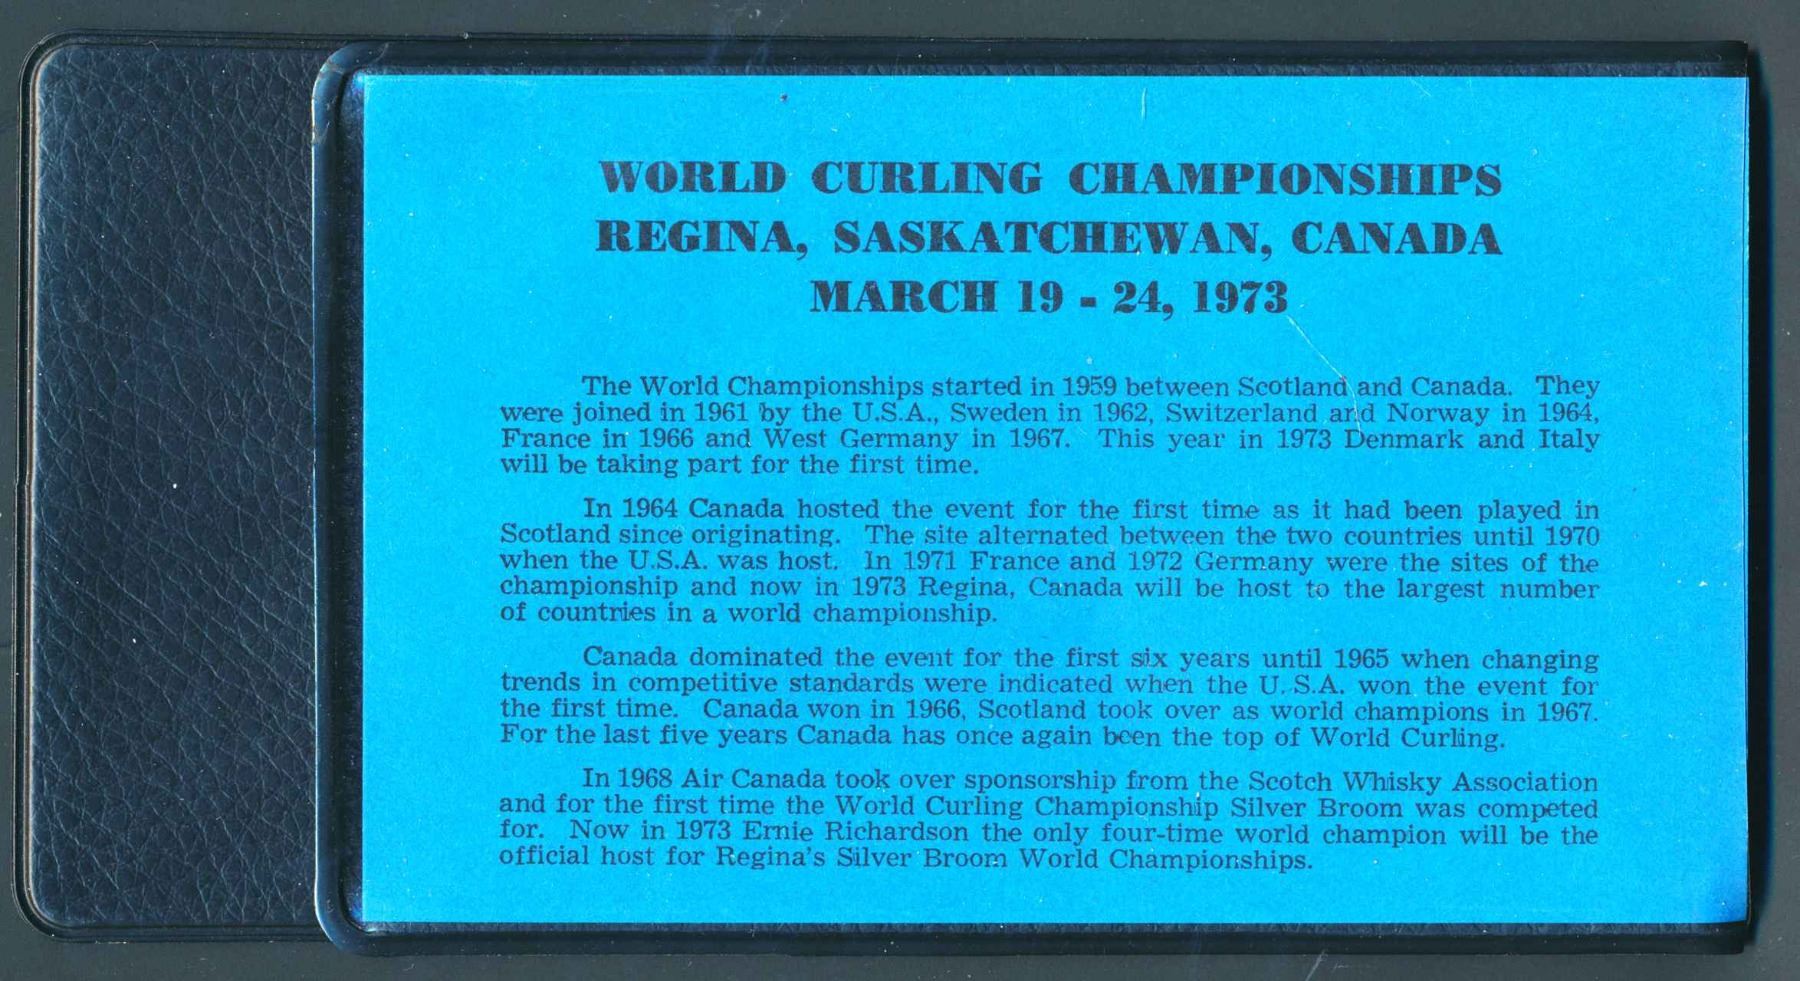 WORLD CURLING CHAMPIONSHIPS
REGINA, SASKATCHEWAN, CANADA
MARCH 19 - 24, 1973
The World Championships started in 1959 between Scotland and Canada. They
were joined in 1961 by the U.S.A., Sweden in 1962, Switzerland and Norway in 1964,
France in 1966 and West Germany in 1967. This year in 1973 Denmark and Italy
will be taking part for the first time.
In 1964 Canada hosted the event for the first time as it had been played in
Scotland since originating. The site alternated between the two countries until 1970
when the U.S.A. was host. In 1971 France and 1972 Germany were the sites of the
championship and now in 1973 Regina, Canada will be host to the largest number
of countries in a world championship.
Canada dominated the event for the first six years until 1965 when changing
trends in competitive standards were indicated when the U. S.A. won the event for
the first time. Canada won in 1966, Scotland took over as world champions in 1967.
For the last five years Canada has once again been the top of World Curling.
In 1968 Air Canada took over sponsorship from the Scotch Whisky Association
and for the first time the World Curling Championship Silver Broom was competed
for. Now in 1973 Ernie Richardson the only four-time world champion will be the
official host for Regina's Silver Broom World Championships.